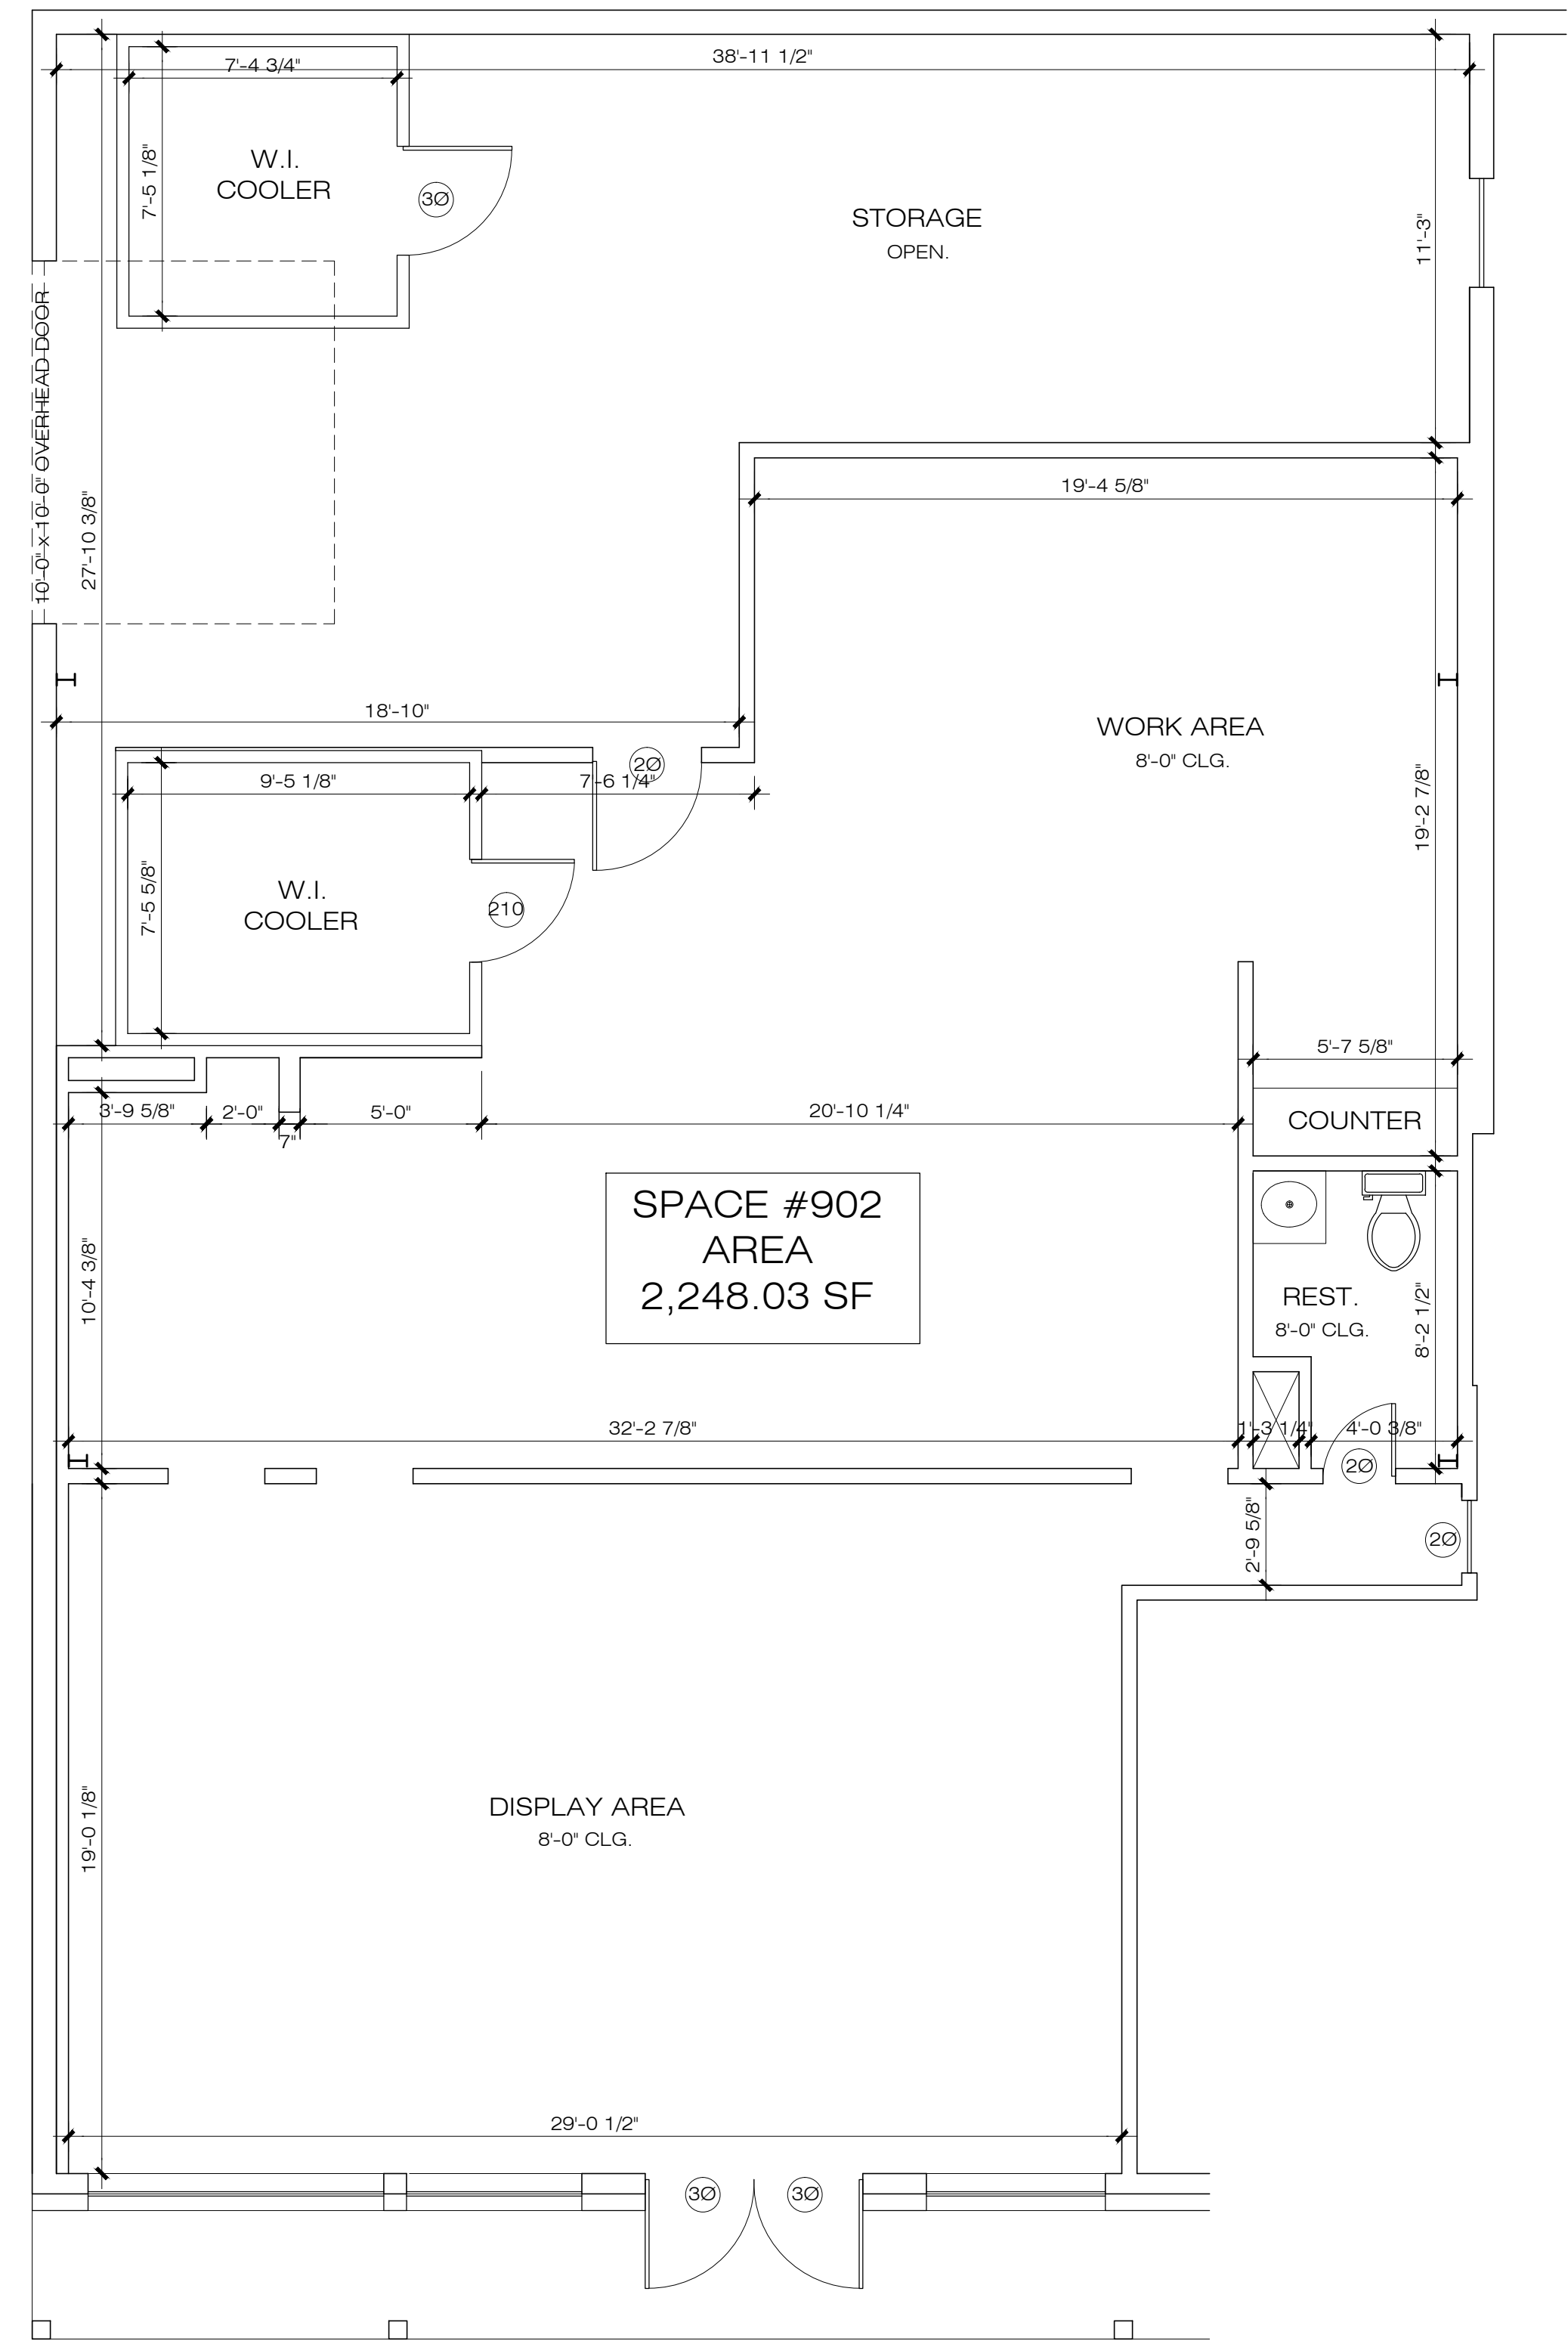 38'-11 1/2"
7'-4 3/4"
7'-5 1/8"
W.I.
COOLER
3Ø
STORAGE
OPEN.
11'-3"
10'-0" x 10'-0" OVERHEAD DOOR
27'-10 3/8"
19'-4 5/8"
18'-10"
WORK AREA
8'-0" CLG.
2Ø
9'-5 1/8"
7'-6 1/4"
19'-2 7/8"
7'-5 5/8"
W.I.
COOLER
210
5'-7 5/8"
3'-9 5/8"
2'-0"
7"
5'-0"
20'-10 1/4"
COUNTER
SPACE #902
AREA
2,248.03 SF
10'-4 3/8"
REST.
8'-0" CLG.
8'-2 1/2"
32'-2 7/8"
1'-3 1/4"
4'-0 3/8"
2Ø
2'-9 5/8"
2Ø
DISPLAY AREA
8'-0" CLG.
19'-0 1/8"
29'-0 1/2"
3Ø
3Ø